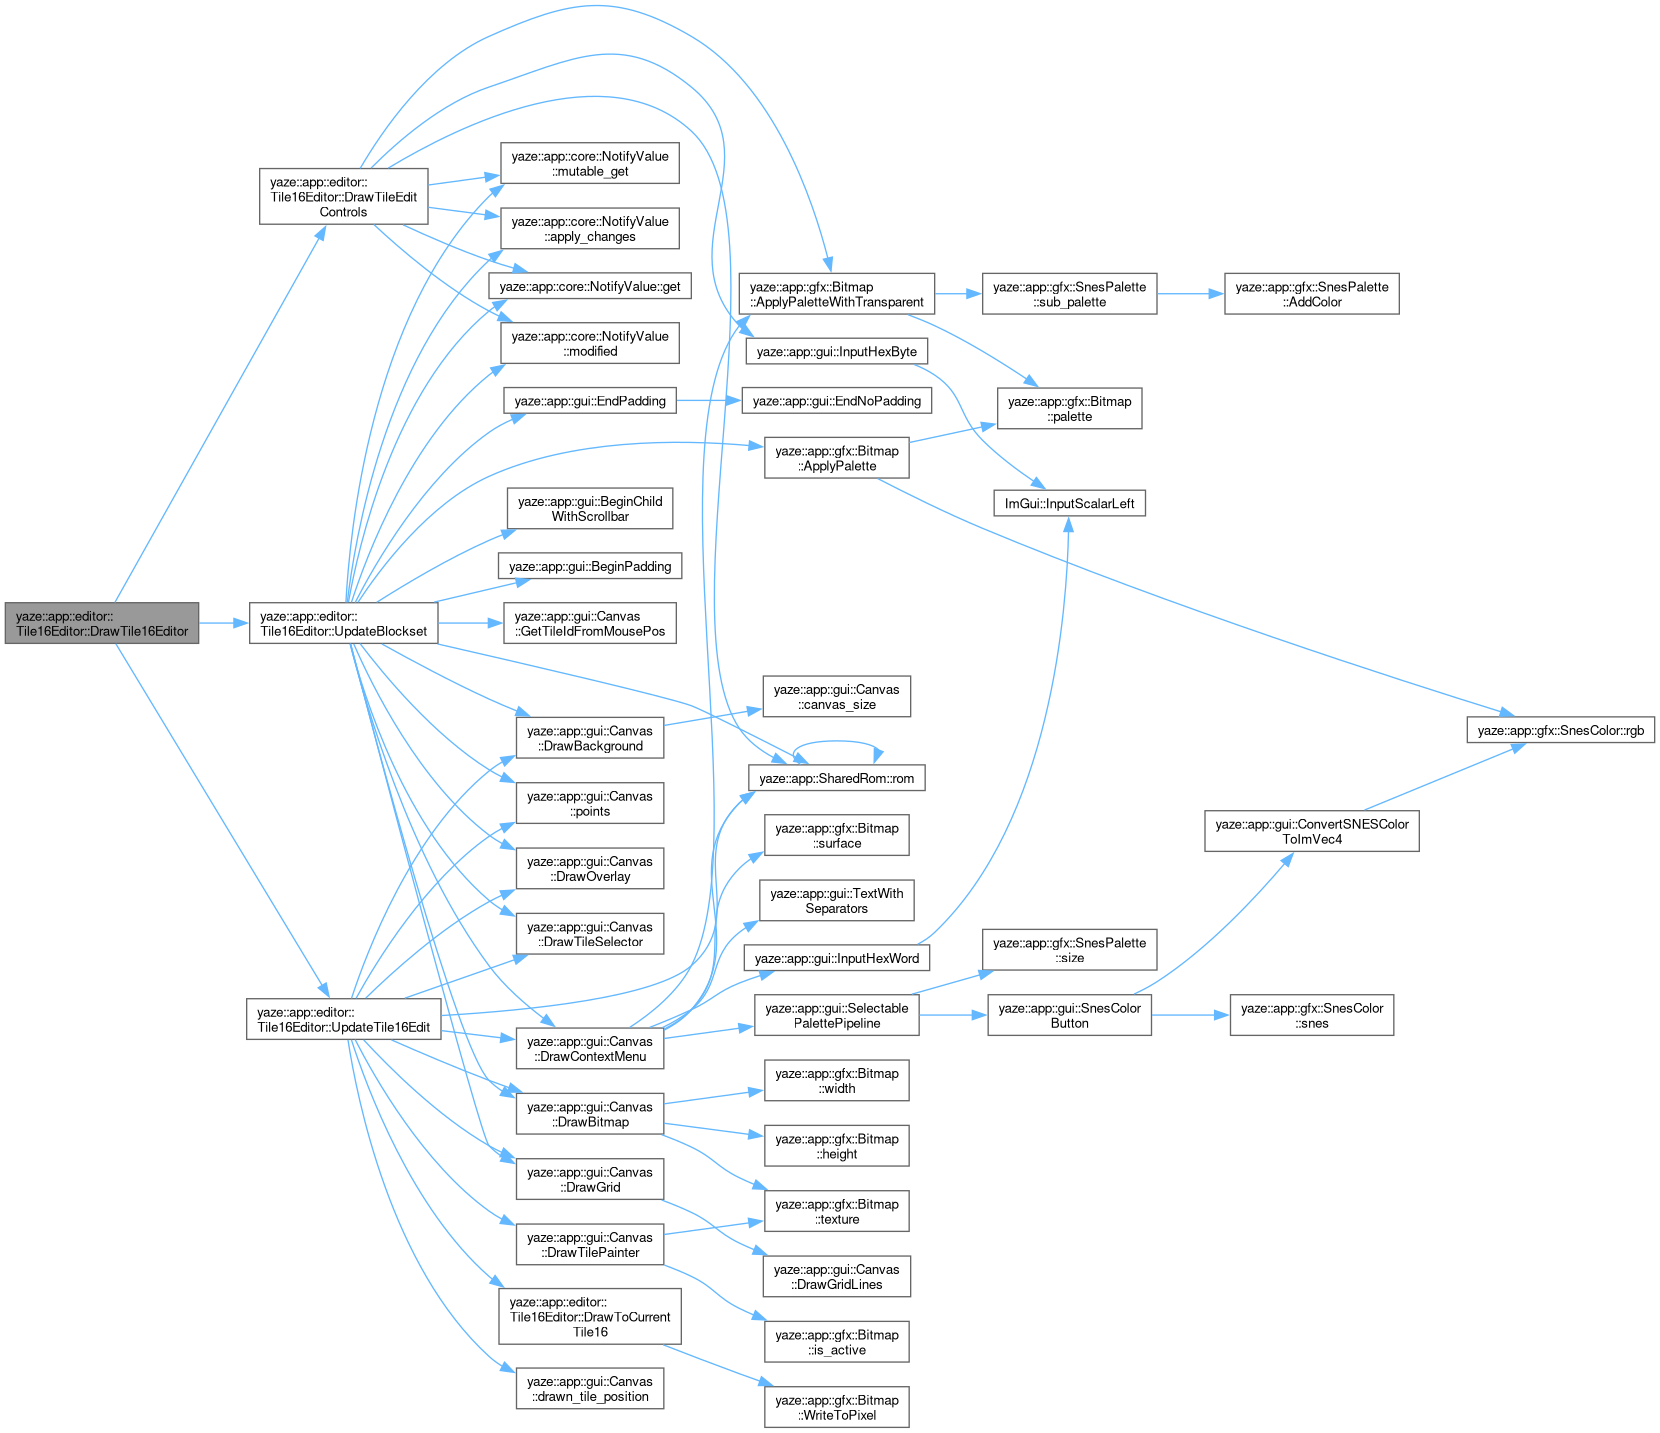 yaze::app::editor::
Tile16Editor::DrawTile16Editor
yaze::app::editor::
Tile16Editor::DrawTileEdit
Controls
yaze::app::editor::
Tile16Editor::UpdateBlockset
yaze::app::editor::
Tile16Editor::UpdateTile16Edit
yaze::app::core::NotifyValue
::mutable_get
yaze::app::core::NotifyValue
::apply_changes
yaze::app::core::NotifyValue::get
yaze::app::core::NotifyValue
::modified
yaze::app::gui::EndPadding
yaze::app::gui::BeginChild
WithScrollbar
yaze::app::gui::BeginPadding
yaze::app::gui::Canvas
::GetTileIdFromMousePos
yaze::app::gui::Canvas
::DrawBackground
yaze::app::gui::Canvas
::points
yaze::app::gui::Canvas
::DrawOverlay
yaze::app::gui::Canvas
::DrawTileSelector
yaze::app::gui::Canvas
::DrawContextMenu
yaze::app::gui::Canvas
::DrawBitmap
yaze::app::gui::Canvas
::DrawGrid
yaze::app::gui::Canvas
::DrawTilePainter
yaze::app::editor::
Tile16Editor::DrawToCurrent
Tile16
yaze::app::gui::Canvas
::drawn_tile_position
yaze::app::gfx::Bitmap
::ApplyPaletteWithTransparent
yaze::app::gui::InputHexByte
yaze::app::gui::EndNoPadding
yaze::app::gfx::Bitmap
::ApplyPalette
yaze::app::gui::Canvas
::canvas_size
yaze::app::SharedRom::rom
yaze::app::gfx::Bitmap
::surface
yaze::app::gui::TextWith
Separators
yaze::app::gui::InputHexWord
yaze::app::gui::Selectable
PalettePipeline
yaze::app::gfx::Bitmap
::width
yaze::app::gfx::Bitmap
::height
yaze::app::gfx::Bitmap
::texture
yaze::app::gui::Canvas
::DrawGridLines
yaze::app::gfx::Bitmap
::is_active
yaze::app::gfx::Bitmap
::WriteToPixel
yaze::app::gfx::SnesPalette
::sub_palette
yaze::app::gfx::Bitmap
::palette
ImGui::InputScalarLeft
yaze::app::gfx::SnesPalette
::size
yaze::app::gui::SnesColor
Button
yaze::app::gfx::SnesPalette
::AddColor
yaze::app::gui::ConvertSNESColor
ToImVec4
yaze::app::gfx::SnesColor
::snes
yaze::app::gfx::SnesColor::rgb